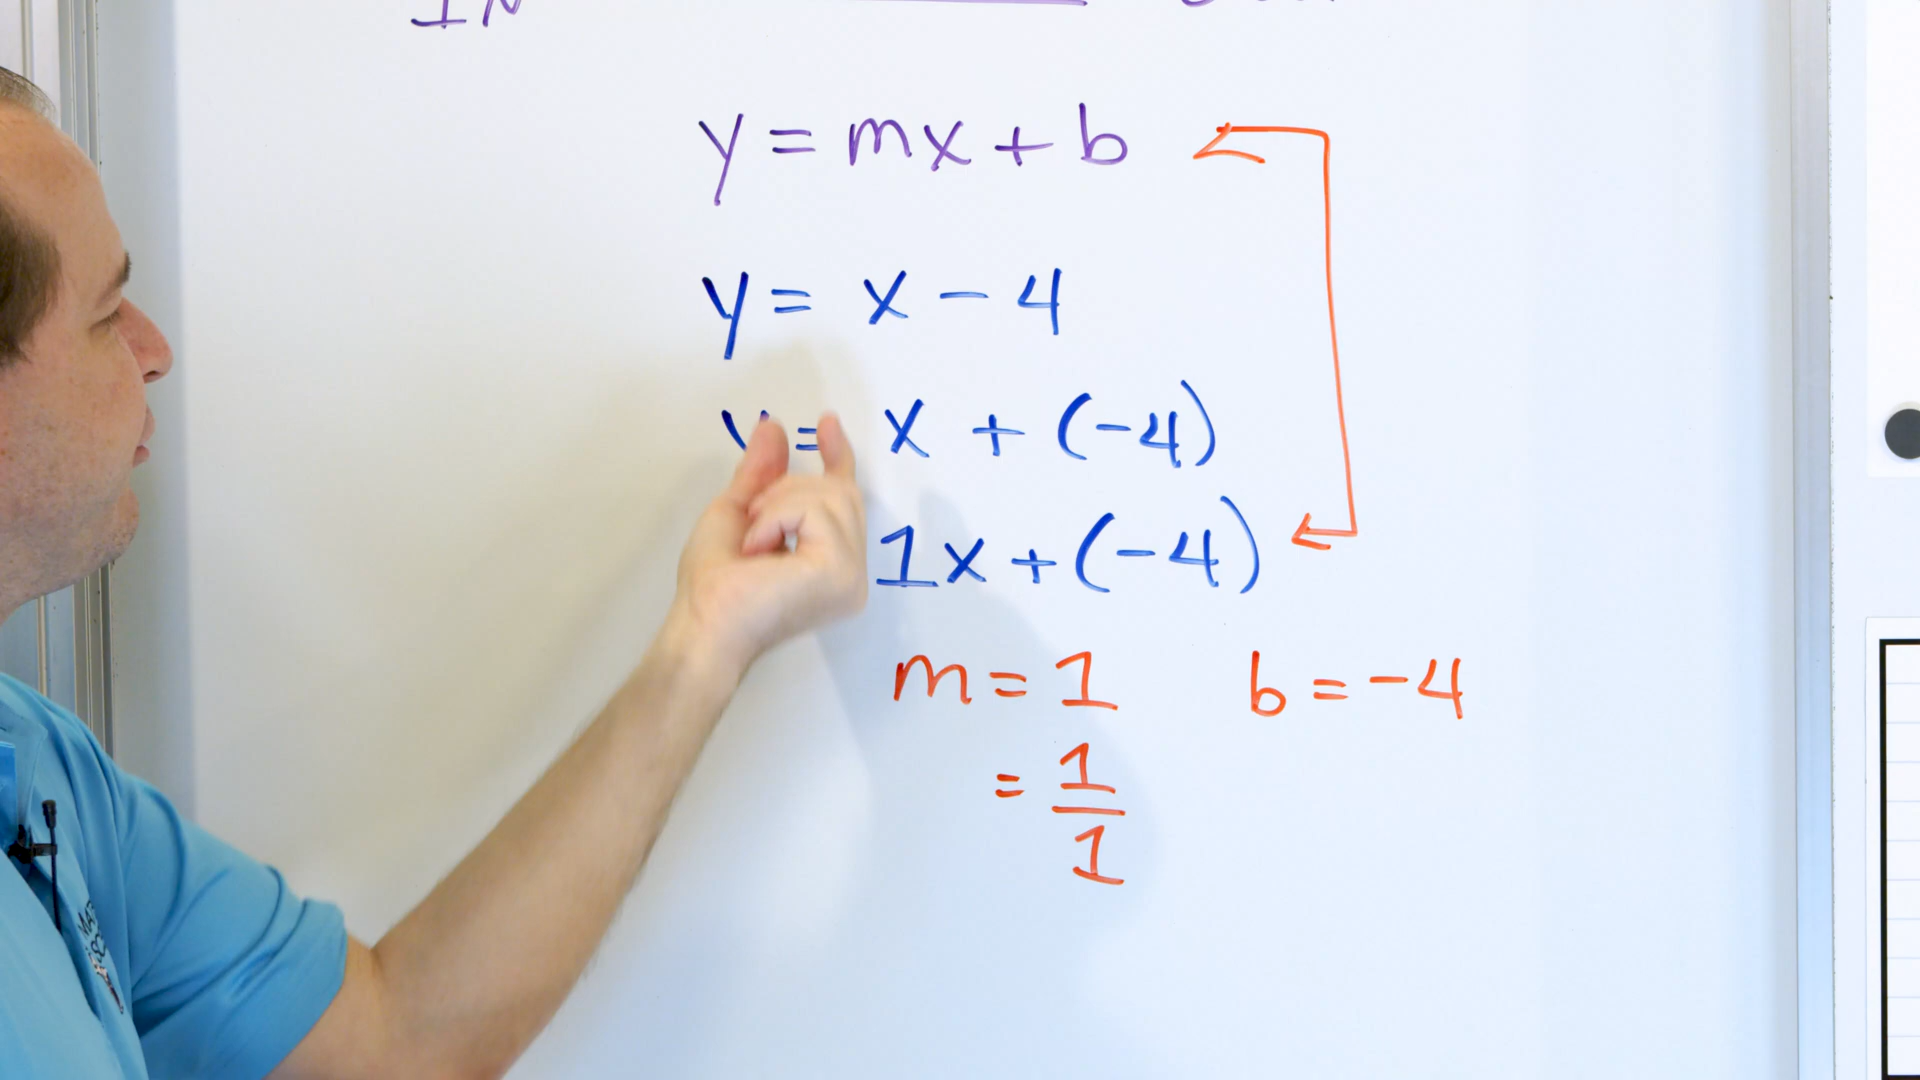 y = mx + b
y = x - 4
y = x + (-4)
1x + (-4)
m = 1 b = -4
= 1/1